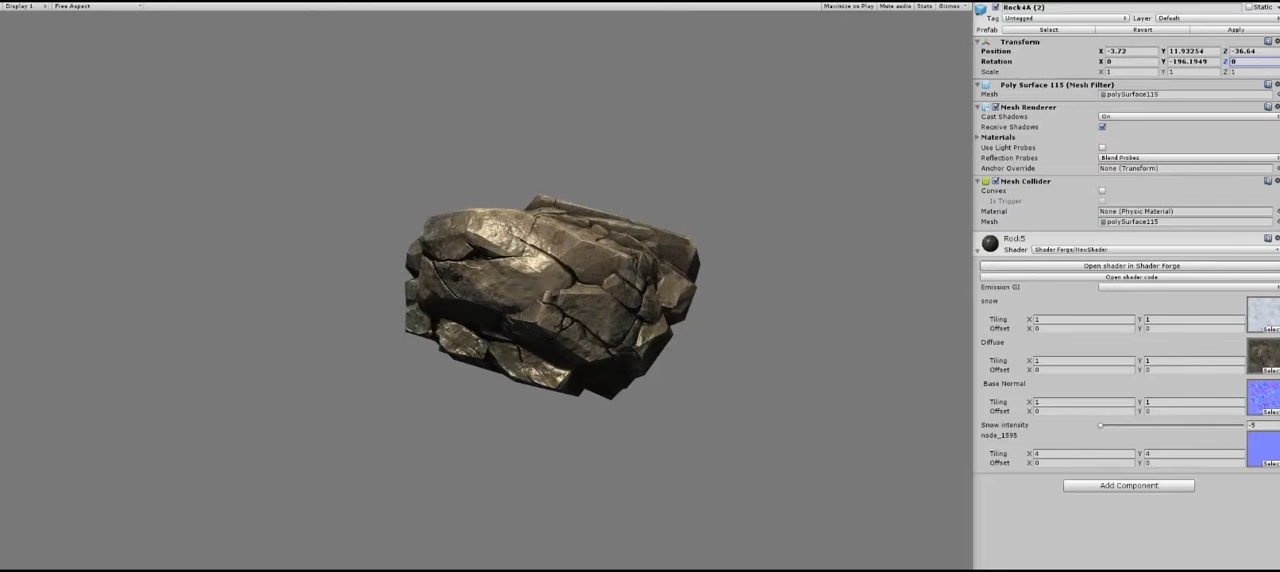 Display 1
Free Aspect
Maximize on Play
Mute audio
Stats
Gizmos
Rock4A (2)
Static
Tag Untagged Layer Default
Prefab Select Revert Apply
Transform
Position X -3.72 Y 11.93254 Z -36.64
Rotation X 0 Y -196.1949 Z 0
Scale X 1 Y 1 Z 1
Poly Surface 115 (Mesh Filter)
Mesh polySurface115
Mesh Renderer
Cast Shadows On
Receive Shadows
Materials
Use Light Probes
Reflection Probes Blend Probes
Anchor Override None (Transform)
Mesh Collider
Convex
Is Trigger
Material None (Physic Material)
Mesh polySurface115
Rock5
Shader Shader Forge/NewShader
Open shader in Shader Forge
Open shader code
Emission GI
snow
Tiling X 1 Y 1
Offset X 0 Y 0 Select
Diffuse
Tiling X 1 Y 1
Offset X 0 Y 0 Select
Base Normal
Tiling X 1 Y 1
Offset X 0 Y 0 Select
Snow intensity -5
node_1595
Tiling X 4 Y 4
Offset X 0 Y 0 Select
Add Component